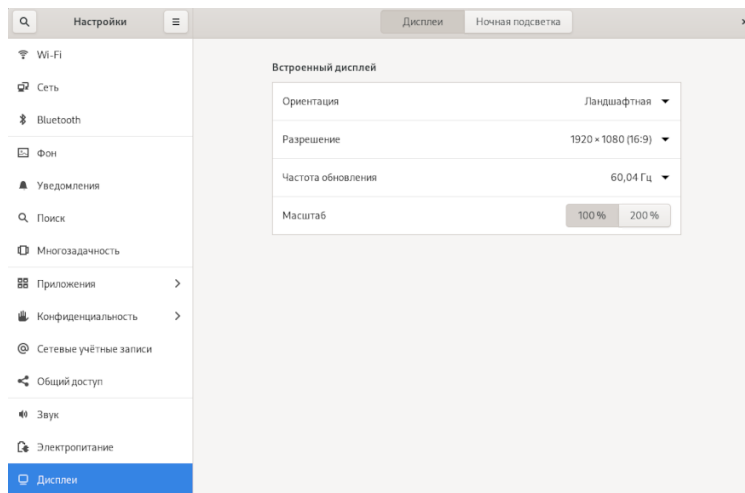 Настройки
Дисплеи
Ночная подсветка
Wi-Fi
Сеть
Bluetooth
Фон
Уведомления
Поиск
Многозадачность
Приложения
Конфиденциальность
Сетевые учётные записи
Общий доступ
Звук
Электропитание
Дисплеи
Встроенный дисплей
Ориентация Ландшафтная
Разрешение 1920 × 1080 (16:9)
Частота обновления 60,04 Гц
Масштаб 100 % 200 %